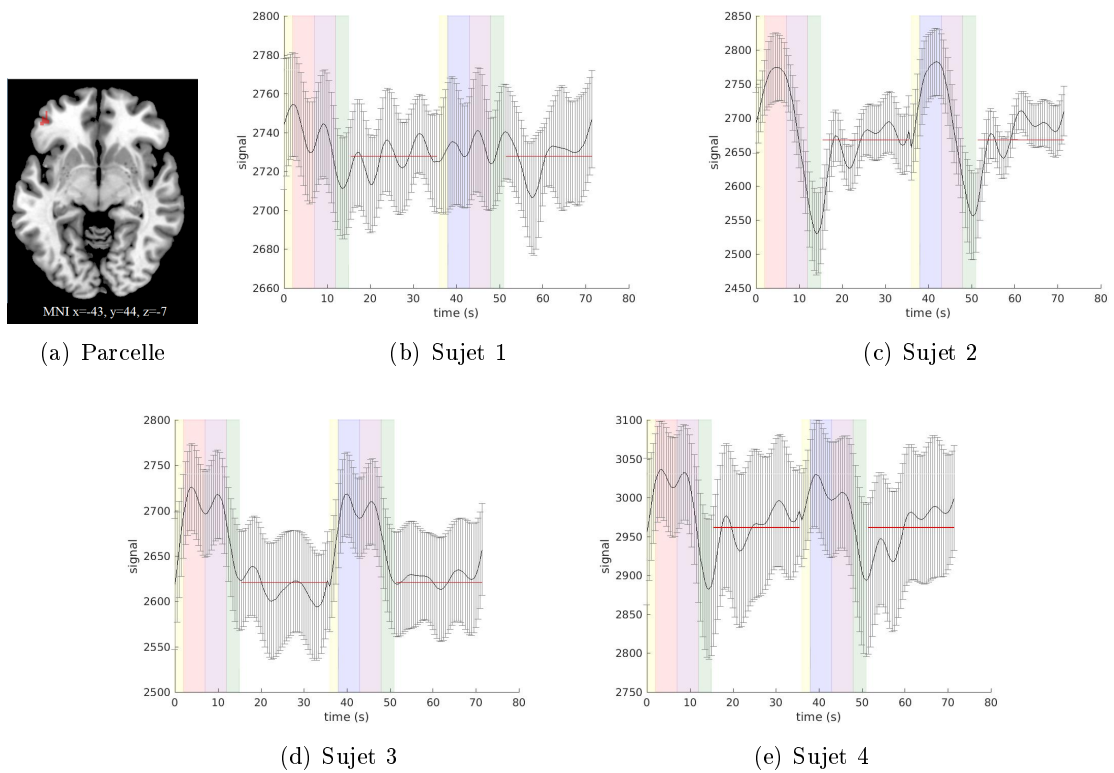 MNI x=-43, y=44, z=-7
(a) Parcelle
2800
2780
2760
2740
2720
2700
2680
2660
signal
0 10 20 30 40 50 60 70 80
time (s)
(b) Sujet 1
2850
2800
2750
2700
2650
2600
2550
2500
2450
signal
0 10 20 30 40 50 60 70 80
time (s)
(c) Sujet 2
2800
2750
2700
2650
2600
2550
2500
signal
0 10 20 30 40 50 60 70 80
time (s)
(d) Sujet 3
3100
3050
3000
2950
2900
2850
2800
2750
signal
0 10 20 30 40 50 60 70 80
time (s)
(e) Sujet 4